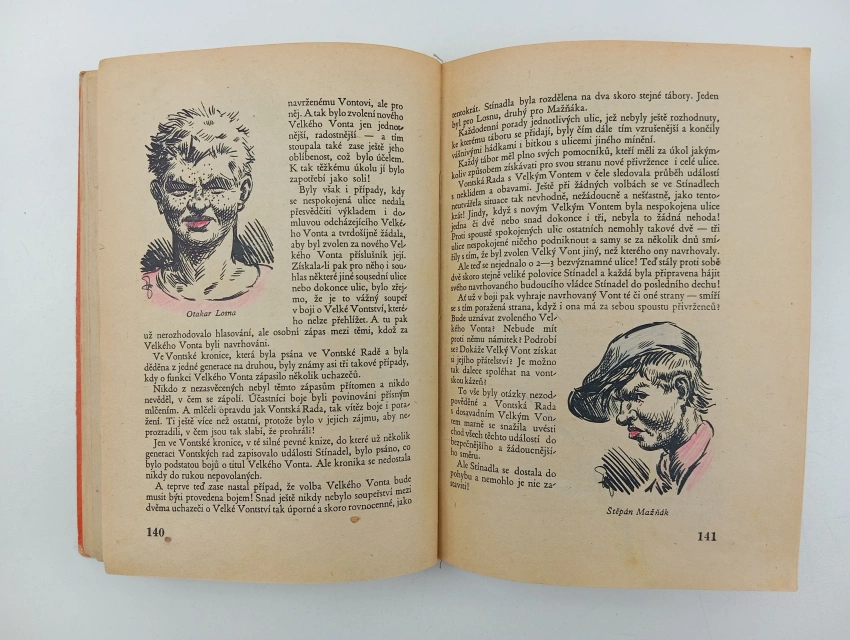 navrženému Vontovi, ale pro
něj. A tak bylo zvolení nového
Velkého Vonta jen jednoz-
nější, radostnější — a tím
stoupala také zase ještě jeho
oblíbenost, což bylo účelem.
K tak těžkému úkolu jí bylo
zapotřebí jako soli!
Byly však i případy, kdy
se nespokojená ulice nedala
přesvědčiti výkladem i do-
mluvou odcházejícího Velké-
ho Vonta a tvrdošíjně žádala,
aby byl zvolen za nového Vel-
kého Vonta příslušník její.
Získala-li pak pro něho i sou-
hlas některé jiné sousední ulice
nebo dokonce ulic, bylo zřej-
mo, že je to vážný soupeř
v boji o Velké Vontství, které-
ho nelze přehlížet. A tu pak
Otakar Losna
už nerozhodovalo hlasování, ale osobní zápas mezi těmi, kdož za
Velkého Vonta byli navrhováni.
Ve Vontské kronice, která byla psána ve Vontské Radě a byla
děděna z jedné generace na druhou, byly známy asi tři takové případy,
kdy o funkci Velkého Vonta zápasilo několik uchazečů.
Nikdo z nezasvěcených nebyl těmto zápasům přítomen a nikdo
nevěděl, v čem se zápolí. Účastníci boje byli povinováni přísným
mlčením. A mlčeli opravdu jak Vontská Rada, tak vítěz boje i pora-
žení. Ti ještě více než ostatní, protože bylo v jejich zájmu, aby ne-
prozradili, v čem jsou tak slabí, že prohráli!
Jen ve Vontské kronice, v té silné pevné knize, do které už několik
generací Vontských rad zapisovalo události Stínadel, bylo psáno, co
bylo podstatou bojů o titul Velkého Vonta. Ale kronika se nedostala
nikdy do rukou nepovolaných.
A teprve teď zase nastal případ, že volba Velkého Vonta bude
musit býti provedena bojem! Snad ještě nikdy nebylo soupeřství mezi
dvěma uchazeči o Velké Vontství tak úporné a skoro rovnocenné, jako
140
tentokrát. Stínadla byla rozdělena na dva skoro stejné tábory. Jeden
byl pro Losnu, druhý pro Mažňáka.
Každodenní porady jednotlivých ulic, jež nebyly ještě rozhodnuty,
ke kterému táboru se přidají, byly čím dále tím vzrušenější a končily
vášnivými hádkami i bitkou s ulicemi jiného mínění.
Každý tábor měl plno svých pomocníků, kteří měli za úkol jakým-
koliv způsobem získávati pro svou stranu nové přívržence i celé ulice.
Vontská Rada s Velkým Vontem v čele sledovala průběh událostí
s neklidem a obavami. Ještě při žádných volbách se ve Stínadlech
neutvářela situace tak nevhodně, nežádoucně a nešťastně, jako tento-
krát! Jindy, když s novým Velkým Vontem byla nespokojena ulice
jedna či dvě nebo snad dokonce i tři, nebyla to žádná nehoda!
Proti spoustě spokojených ulic ostatních nemohly takové dvě — tři
ulice nespokojené ničeho podniknout a samy se za několik dnů smí-
řily s tím, že byl zvolen Velký Vont jiný, než kterého ony navrhovaly.
Ale teď se nejednalo o 2—3 bezvýznamné ulice! Teď stály proti sobě
dvě skoro stejně veliké polovice Stínadel a každá byla připravena hájit
svého navrhovaného budoucího vládce Stínadel do posledního dechu!
Ať už v boji pak vyhraje navrhovaný Vont té či oné strany — smíří
se s tím poražená strana, když i ona má za sebou spoustu přívrženců?
Bude uznávat zvoleného Vel-
kého Vonta? Nebude mít
proti němu námitek? Podrobí
se? Dokáže Velký Vont získat
si jejího přátelství? Je možno
tak dalece spoléhat na vont-
skou kázeň?
To vše byly otázky nezod-
pověděné a Vontská Rada
s dosavadním Velkým Von-
tem marně se snažila uvésti
chod všech těchto událostí do
bezpečnějšího a žádoucnější-
ho směru.
Ale Stínadla se dostala do
pohybu a nemohlo je nic za-
staviti!
Štěpán Mažňák
141